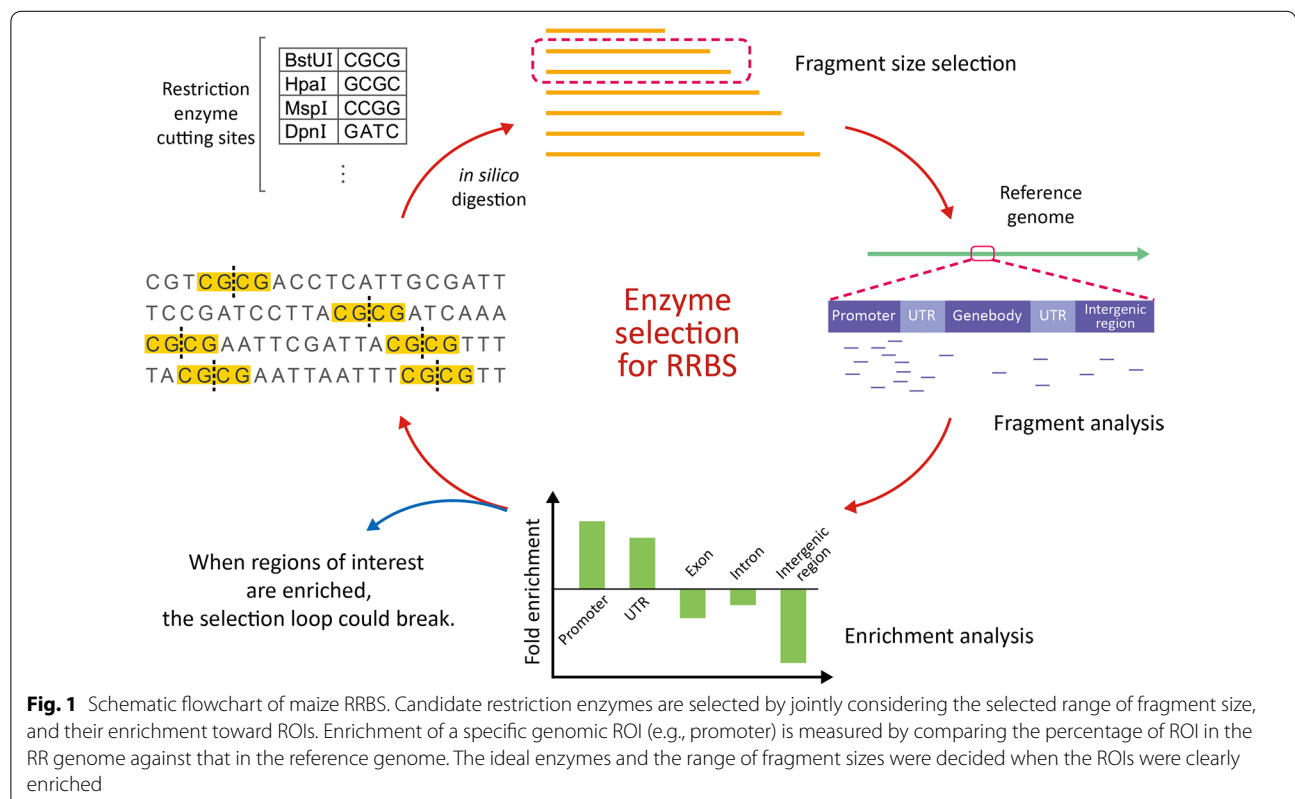 Restriction
enzyme
cutting sites
BstUI CGCG
HpaI GCGC
MspI CCGG
DpnI GATC
⋮
in silico
digestion
Fragment size selection
Reference
genome
CGTCGCGACCTCATTGCGATT
TCCGATCCTTACGCGATCAAA
CGCGAATTCGATTACGCGTTT
TACGCGAATTAATTTCGCGTT
Enzyme
selection
for RRBS
Promoter UTR Genebody UTR Intergenic
region
Fragment analysis
When regions of interest
are enriched,
the selection loop could break.
Fold enrichment
Promoter
UTR
Exon
Intron
Intergenic
region
Enrichment analysis
Fig. 1 Schematic flowchart of maize RRBS. Candidate restriction enzymes are selected by jointly considering the selected range of fragment size,
and their enrichment toward ROIs. Enrichment of a specific genomic ROI (e.g., promoter) is measured by comparing the percentage of ROI in the
RR genome against that in the reference genome. The ideal enzymes and the range of fragment sizes were decided when the ROIs were clearly
enriched